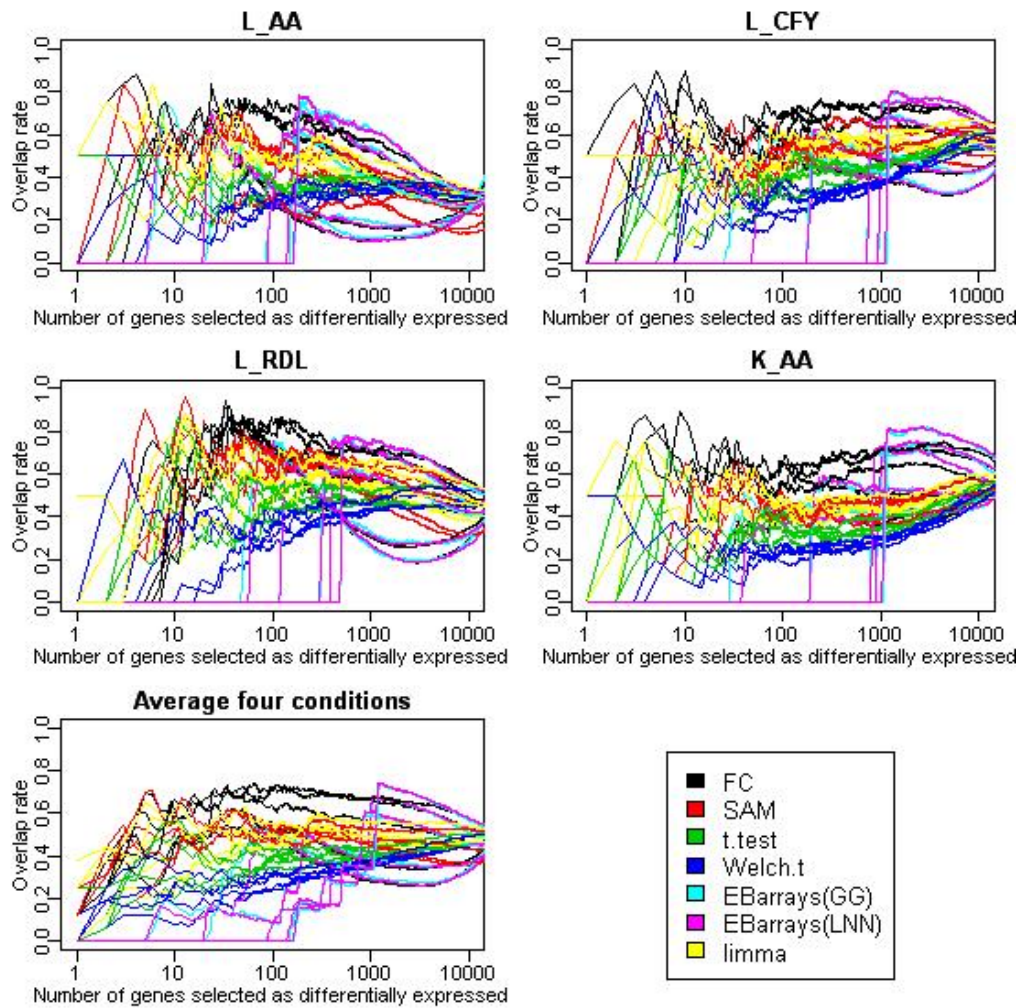 L_AA
Overlap rate
0.0 0.2 0.4 0.6 0.8 1.0
1 10 100 1000 10000
Number of genes selected as differentially expressed
L_CFY
Overlap rate
0.0 0.2 0.4 0.6 0.8 1.0
1 10 100 1000 10000
Number of genes selected as differentially expressed
L_RDL
Overlap rate
0.0 0.2 0.4 0.6 0.8 1.0
1 10 100 1000 10000
Number of genes selected as differentially expressed
K_AA
Overlap rate
0.0 0.2 0.4 0.6 0.8 1.0
1 10 100 1000 10000
Number of genes selected as differentially expressed
Average four conditions
Overlap rate
0.0 0.2 0.4 0.6 0.8 1.0
1 10 100 1000 10000
Number of genes selected as differentially expressed
FC
SAM
t.test
Welch.t
EBarrays(GG)
EBarrays(LNN)
limma